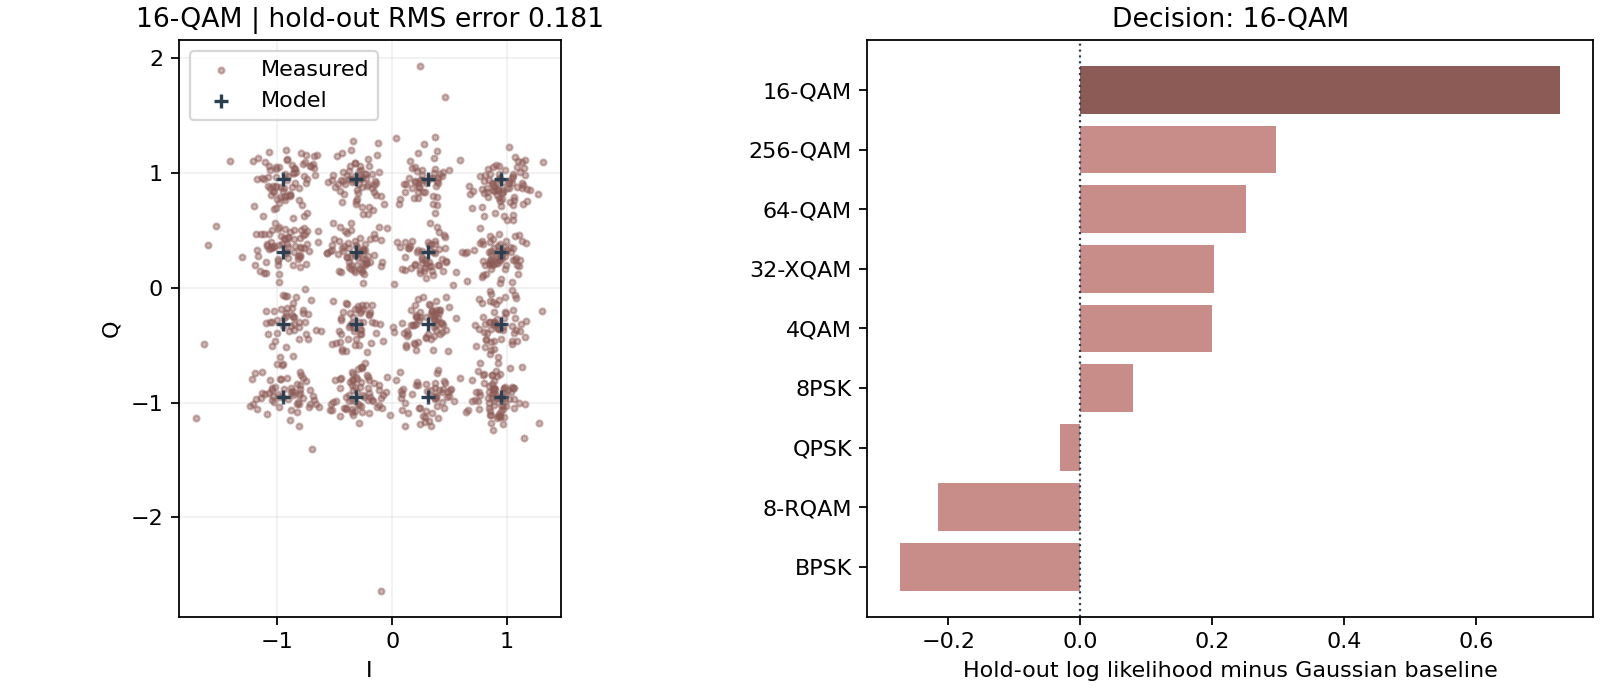 16-QAM | hold-out RMS error 0.181
Measured
Model
2
1
0
−1
−2
Q
−1
0
1
I
Decision: 16-QAM
16-QAM
256-QAM
64-QAM
32-XQAM
4QAM
8PSK
QPSK
8-RQAM
BPSK
−0.2
0.0
0.2
0.4
0.6
Hold-out log likelihood minus Gaussian baseline